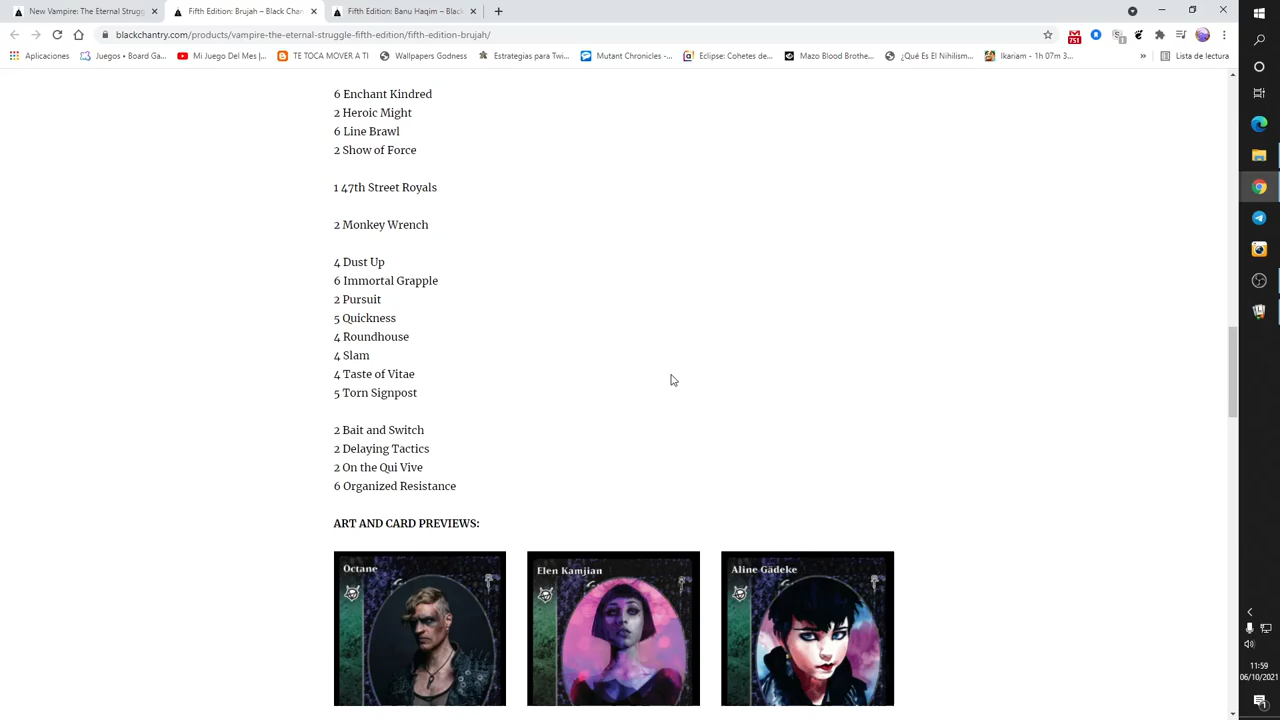 New Vampire: The Eternal Strugg
Fifth Edition: Brujah – Black Chan
Fifth Edition: Banu Haqim – Black
blackchantry.com/products/vampire-the-eternal-struggle-fifth-edition/fifth-edition-brujah/
751
Aplicaciones
Juegos • Board Ga...
Mi Juego Del Mes |...
TE TOCA MOVER A T...
Wallpapers Godness
Estrategias para Twi...
Mutant Chronicles -...
Eclipse: Cohetes de...
Mazo Blood Brothe...
¿Qué Es El Nihilism...
Ikariam - 1h 07m 3...
»
Lista de lectura
6 Enchant Kindred
2 Heroic Might
6 Line Brawl
2 Show of Force
1 47th Street Royals
2 Monkey Wrench
4 Dust Up
6 Immortal Grapple
2 Pursuit
5 Quickness
4 Roundhouse
4 Slam
4 Taste of Vitae
5 Torn Signpost
2 Bait and Switch
2 Delaying Tactics
2 On the Qui Vive
6 Organized Resistance
ART AND CARD PREVIEWS:
Octane
Elen Kamjian
Aline Gädeke
11:59
06/10/2021